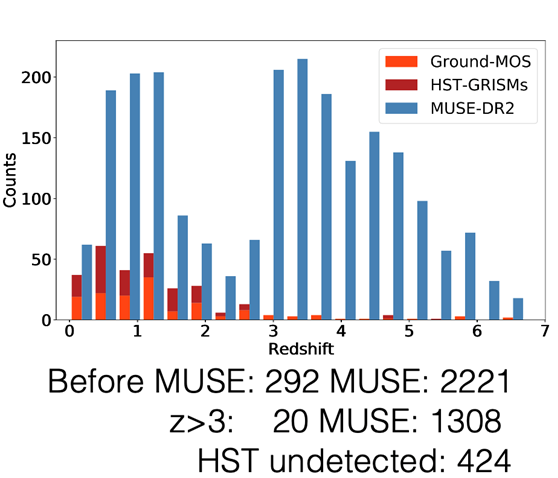 Ground-MOS
HST-GRISMs
MUSE-DR2
Counts
200
150
100
50
0
0 1 2 3 4 5 6 7
Redshift
Before MUSE: 292 MUSE: 2221
z>3: 20 MUSE: 1308
HST undetected: 424